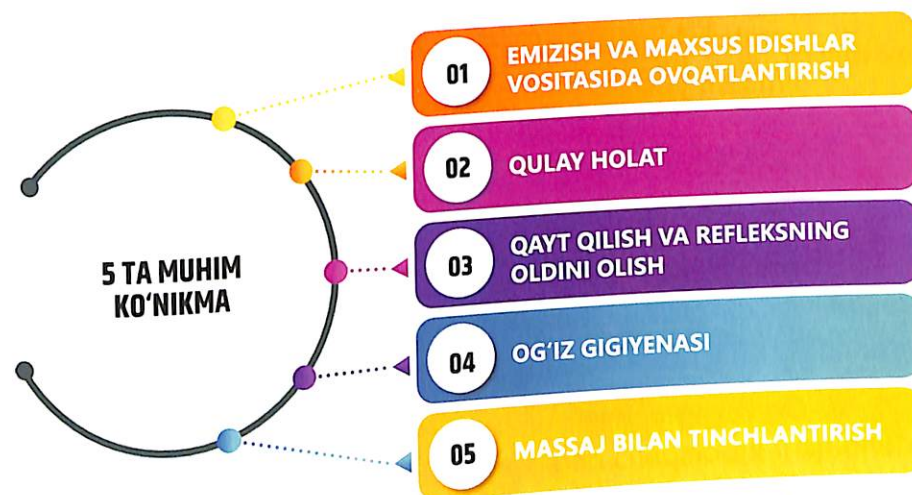 5 TA MUHIM
KO‘NIKMA
01
EMIZISH VA MAXSUS IDISHLAR
VOSITASIDA OVQATLANTIRISH
02
QULAY HOLAT
03
QAYT QILISH VA REFLEKSNING
OLDINI OLISH
04
OG‘IZ GIGIYENASI
05
MASSAJ BILAN TINCHLANTIRISH